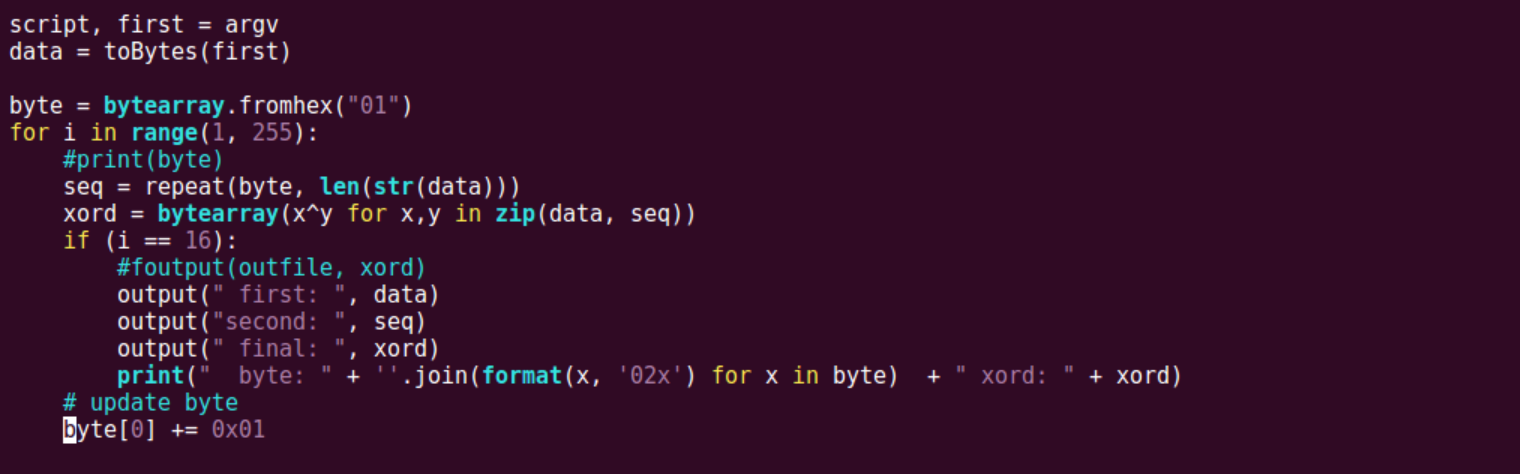 script, first = argv
data = toBytes(first)

byte = bytearray.fromhex("01")
for i in range(1, 255):
    #print(byte)
    seq = repeat(byte, len(str(data)))
    xord = bytearray(x^y for x,y in zip(data, seq))
    if (i == 16):
        #foutput(outfile, xord)
        output(" first: ", data)
        output("second: ", seq)
        output(" final: ", xord)
        print("  byte: " + ''.join(format(x, '02x') for x in byte)  + " xord: " + xord)
    # update byte
    byte[0] += 0x01